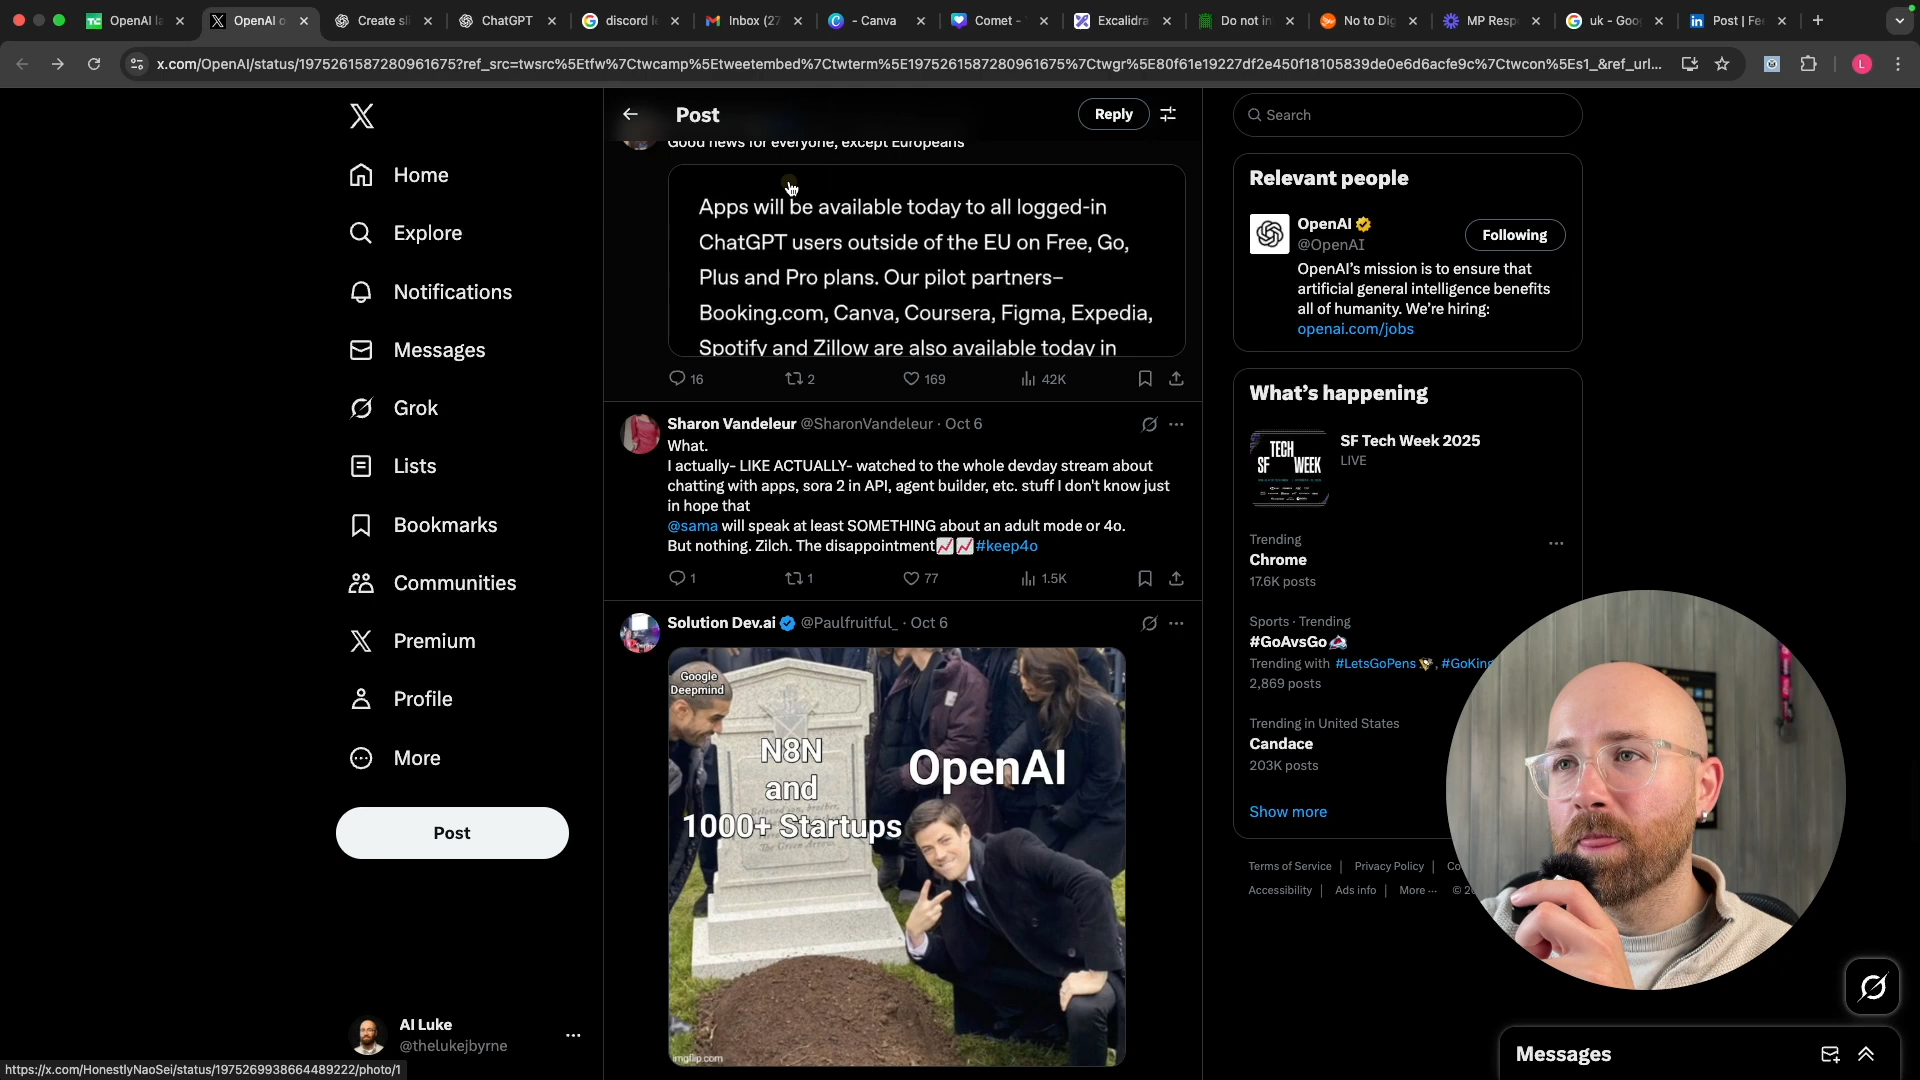 OpenAI la
OpenAI o
Create sli
ChatGPT
discord le
Inbox (27
- Canva
Comet -
Excalidra
Do not in
No to Dig
MP Resp
uk - Goo
Post | Fee
x.com/OpenAI/status/1975261587280961675?ref_src=twsrc%5Etfw%7Ctwcamp%5Etweetembed%7Ctwterm%5E1975261587280961675%7Ctwgr%5E80f61e19227df2e450f18105839de0e6d6acfe9c%7Ctwcon%5Es1_&ref_url...
L
Home
Explore
Notifications
Messages
Grok
Lists
Bookmarks
Communities
Premium
Profile
More
Post
AI Luke
@thelukejbyrne
https://x.com/HonestlyNaoSei/status/1975269938664489222/photo/1
Post
Reply
Good news for everyone, except Europeans
Apps will be available today to all logged-in
ChatGPT users outside of the EU on Free, Go,
Plus and Pro plans. Our pilot partners–
Booking.com, Canva, Coursera, Figma, Expedia,
Spotify and Zillow are also available today in
16
2
169
42K
Sharon Vandeleur @SharonVandeleur · Oct 6
What.
I actually- LIKE ACTUALLY- watched to the whole devday stream about
chatting with apps, sora 2 in API, agent builder, etc. stuff I don't know just
in hope that
@sama will speak at least SOMETHING about an adult mode or 4o.
But nothing. Zilch. The disappointment📈📈#keep4o
1
1
77
1.5K
Solution Dev.ai @Paulfruitful_ · Oct 6
Google
Deepmind
N8N
and
1000+ Startups
OpenAI
imgflip.com
Search
Relevant people
OpenAI
@OpenAI
Following
OpenAI's mission is to ensure that
artificial general intelligence benefits
all of humanity. We're hiring:
openai.com/jobs
What's happening
SF TECH WEEK
SF Tech Week 2025
LIVE
Trending
Chrome
17.6K posts
Sports · Trending
#GoAvsGo
Trending with #LetsGoPens, #GoKing
2,869 posts
Trending in United States
Candace
203K posts
Show more
Terms of Service | Privacy Policy | Co
Accessibility | Ads info | More ··· © 2
Messages